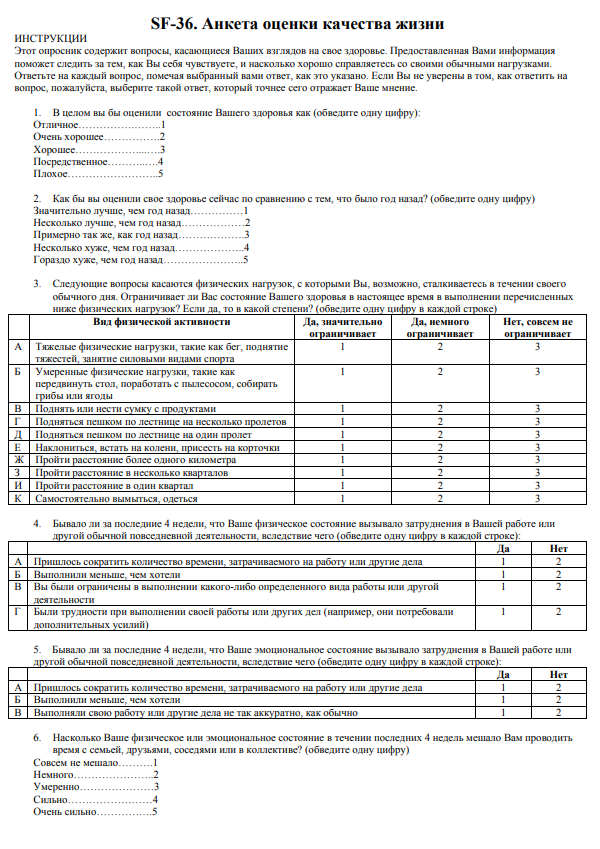 SF-36. Анкета оценки качества жизни
ИНСТРУКЦИИ
Этот опросник содержит вопросы, касающиеся Ваших взглядов на свое здоровье. Предоставленная Вами информация
поможет следить за тем, как Вы себя чувствуете, и насколько хорошо справляетесь со своими обычными нагрузками.
Ответьте на каждый вопрос, помечая выбранный вами ответ, как это указано. Если Вы не уверены в том, как ответить на
вопрос, пожалуйста, выберите такой ответ, который точнее сего отражает Ваше мнение.
1. В целом вы бы оценили состояние Вашего здоровья как (обведите одну цифру):
Отличное…………………….1
Очень хорошее…………….2
Хорошее………………...….3
Посредственное………..….4
Плохое……………………..5
2. Как бы вы оценили свое здоровье сейчас по сравнению с тем, что было год назад? (обведите одну цифру)
Значительно лучше, чем год назад……………1
Несколько лучше, чем год назад………………2
Примерно так же, как год назад……………….3
Несколько хуже, чем год назад………………..4
Гораздо хуже, чем год назад…………………..5
3. Следующие вопросы касаются физических нагрузок, с которыми Вы, возможно, сталкиваетесь в течении своего
обычного дня. Ограничивает ли Вас состояние Вашего здоровья в настоящее время в выполнении перечисленных
ниже физических нагрузок? Если да, то в какой степени? (обведите одну цифру в каждой строке)
Вид физической активности Да, значительно Да, немного Нет, совсем не
ограничивает ограничивает ограничивает
А Тяжелые физические нагрузки, такие как бег, поднятие 1 2 3
тяжестей, занятие силовыми видами спорта
Б Умеренные физические нагрузки, такие как 1 2 3
передвинуть стол, поработать с пылесосом, собирать
грибы или ягоды
В Поднять или нести сумку с продуктами 1 2 3
Г Подняться пешком по лестнице на несколько пролетов 1 2 3
Д Подняться пешком по лестнице на один пролет 1 2 3
Е Наклониться, встать на колени, присесть на корточки 1 2 3
Ж Пройти расстояние более одного километра 1 2 3
З Пройти расстояние в несколько кварталов 1 2 3
И Пройти расстояние в один квартал 1 2 3
К Самостоятельно вымыться, одеться 1 2 3
4. Бывало ли за последние 4 недели, что Ваше физическое состояние вызывало затруднения в Вашей работе или
другой обычной повседневной деятельности, вследствие чего (обведите одну цифру в каждой строке):
Да Нет
А Пришлось сократить количество времени, затрачиваемого на работу или другие дела 1 2
Б Выполнили меньше, чем хотели 1 2
В Вы были ограничены в выполнении какого-либо определенного вида работы или другой 1 2
деятельности
Г Были трудности при выполнении своей работы или других дел (например, они потребовали 1 2
дополнительных усилий)
5. Бывало ли за последние 4 недели, что Ваше эмоциональное состояние вызывало затруднения в Вашей работе или
другой обычной повседневной деятельности, вследствие чего (обведите одну цифру в каждой строке):
Да Нет
А Пришлось сократить количество времени, затрачиваемого на работу или другие дела 1 2
Б Выполнили меньше, чем хотели 1 2
В Выполняли свою работу или другие дела не так аккуратно, как обычно 1 2
6. Насколько Ваше физическое или эмоциональное состояние в течении последних 4 недель мешало Вам проводить
время с семьей, друзьями, соседями или в коллективе? (обведите одну цифру)
Совсем не мешало……….1
Немного…………………..2
Умеренно…………………3
Сильно……………………4
Очень сильно…………….5